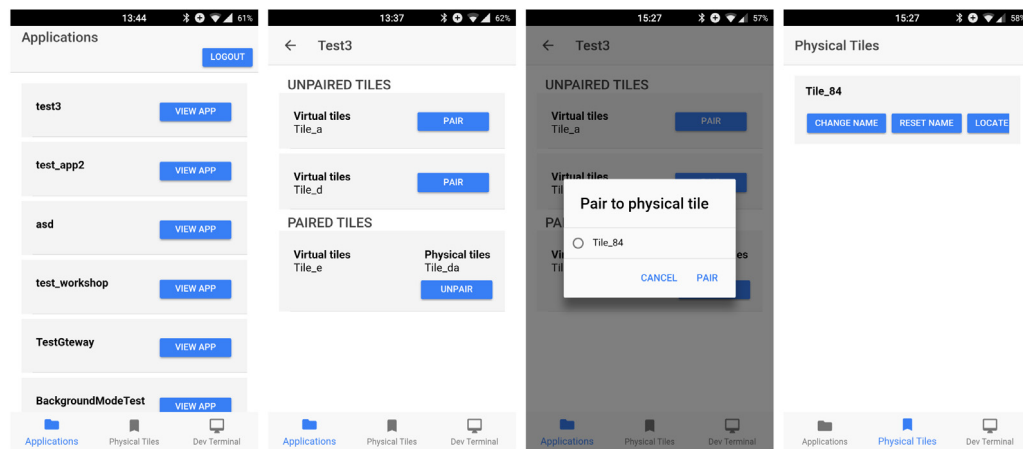 13:44 61%
Applications
LOGOUT
test3 VIEW APP
test_app2 VIEW APP
asd VIEW APP
test_workshop VIEW APP
TestGteway VIEW APP
BackgroundModeTest VIEW APP
Applications Physical Tiles Dev Terminal
13:37 62%
Test3
UNPAIRED TILES
Virtual tiles
Tile_a PAIR
Virtual tiles
Tile_d PAIR
PAIRED TILES
Virtual tiles Physical tiles
Tile_e Tile_da
UNPAIR
Applications Physical Tiles Dev Terminal
15:27 57%
Test3
UNPAIRED TILES
Virtual tiles
Tile_a PAIR
Virtual tiles
Pair to physical tile
Tile_84
CANCEL PAIR
Applications Physical Tiles Dev Terminal
15:27 58%
Physical Tiles
Tile_84
CHANGE NAME RESET NAME LOCATE
Applications Physical Tiles Dev Terminal